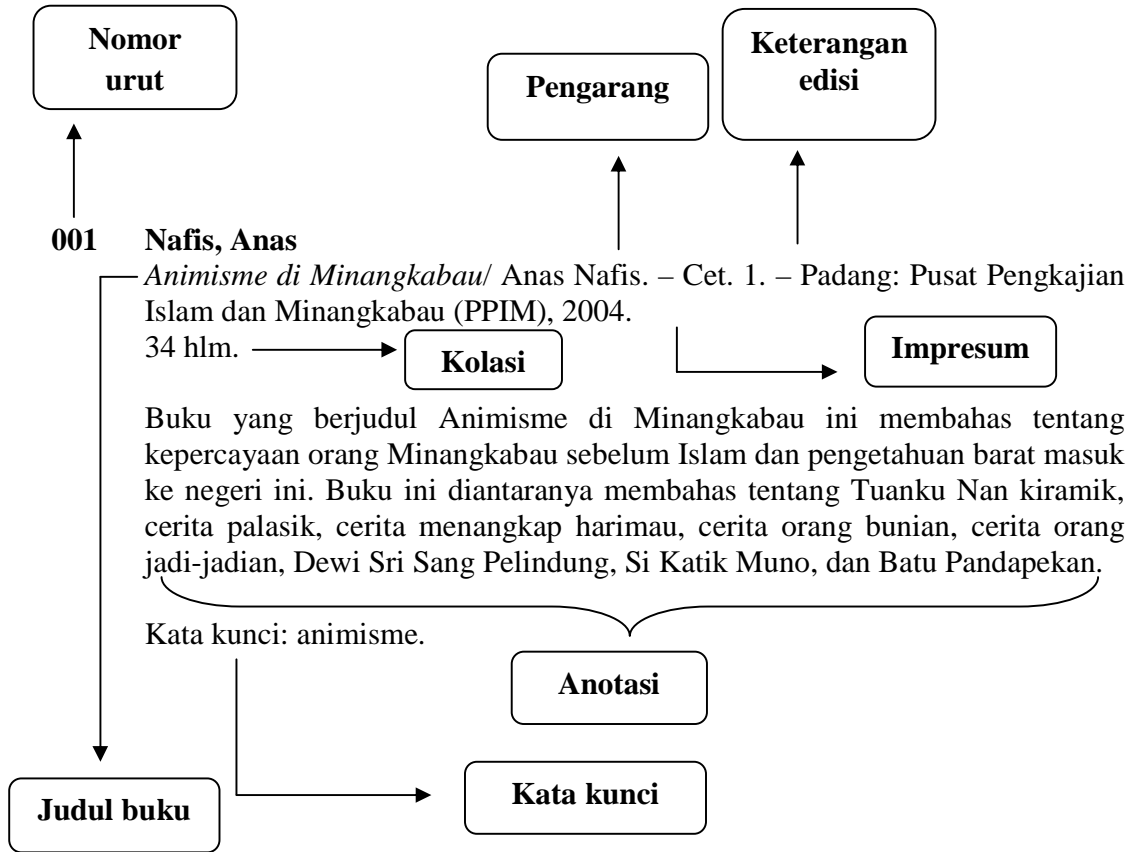 Nomor
urut
Pengarang
Keterangan
edisi
001 Nafis, Anas
Animisme di Minangkabau/ Anas Nafis. – Cet. 1. – Padang: Pusat Pengkajian
Islam dan Minangkabau (PPIM), 2004.
34 hlm.
Kolasi
Impresum
Buku yang berjudul Animisme di Minangkabau ini membahas tentang
kepercayaan orang Minangkabau sebelum Islam dan pengetahuan barat masuk
ke negeri ini. Buku ini diantaranya membahas tentang Tuanku Nan kiramik,
cerita palasik, cerita menangkap harimau, cerita orang bunian, cerita orang
jadi-jadian, Dewi Sri Sang Pelindung, Si Katik Muno, dan Batu Pandapekan.
Kata kunci: animisme.
Anotasi
Kata kunci
Judul buku